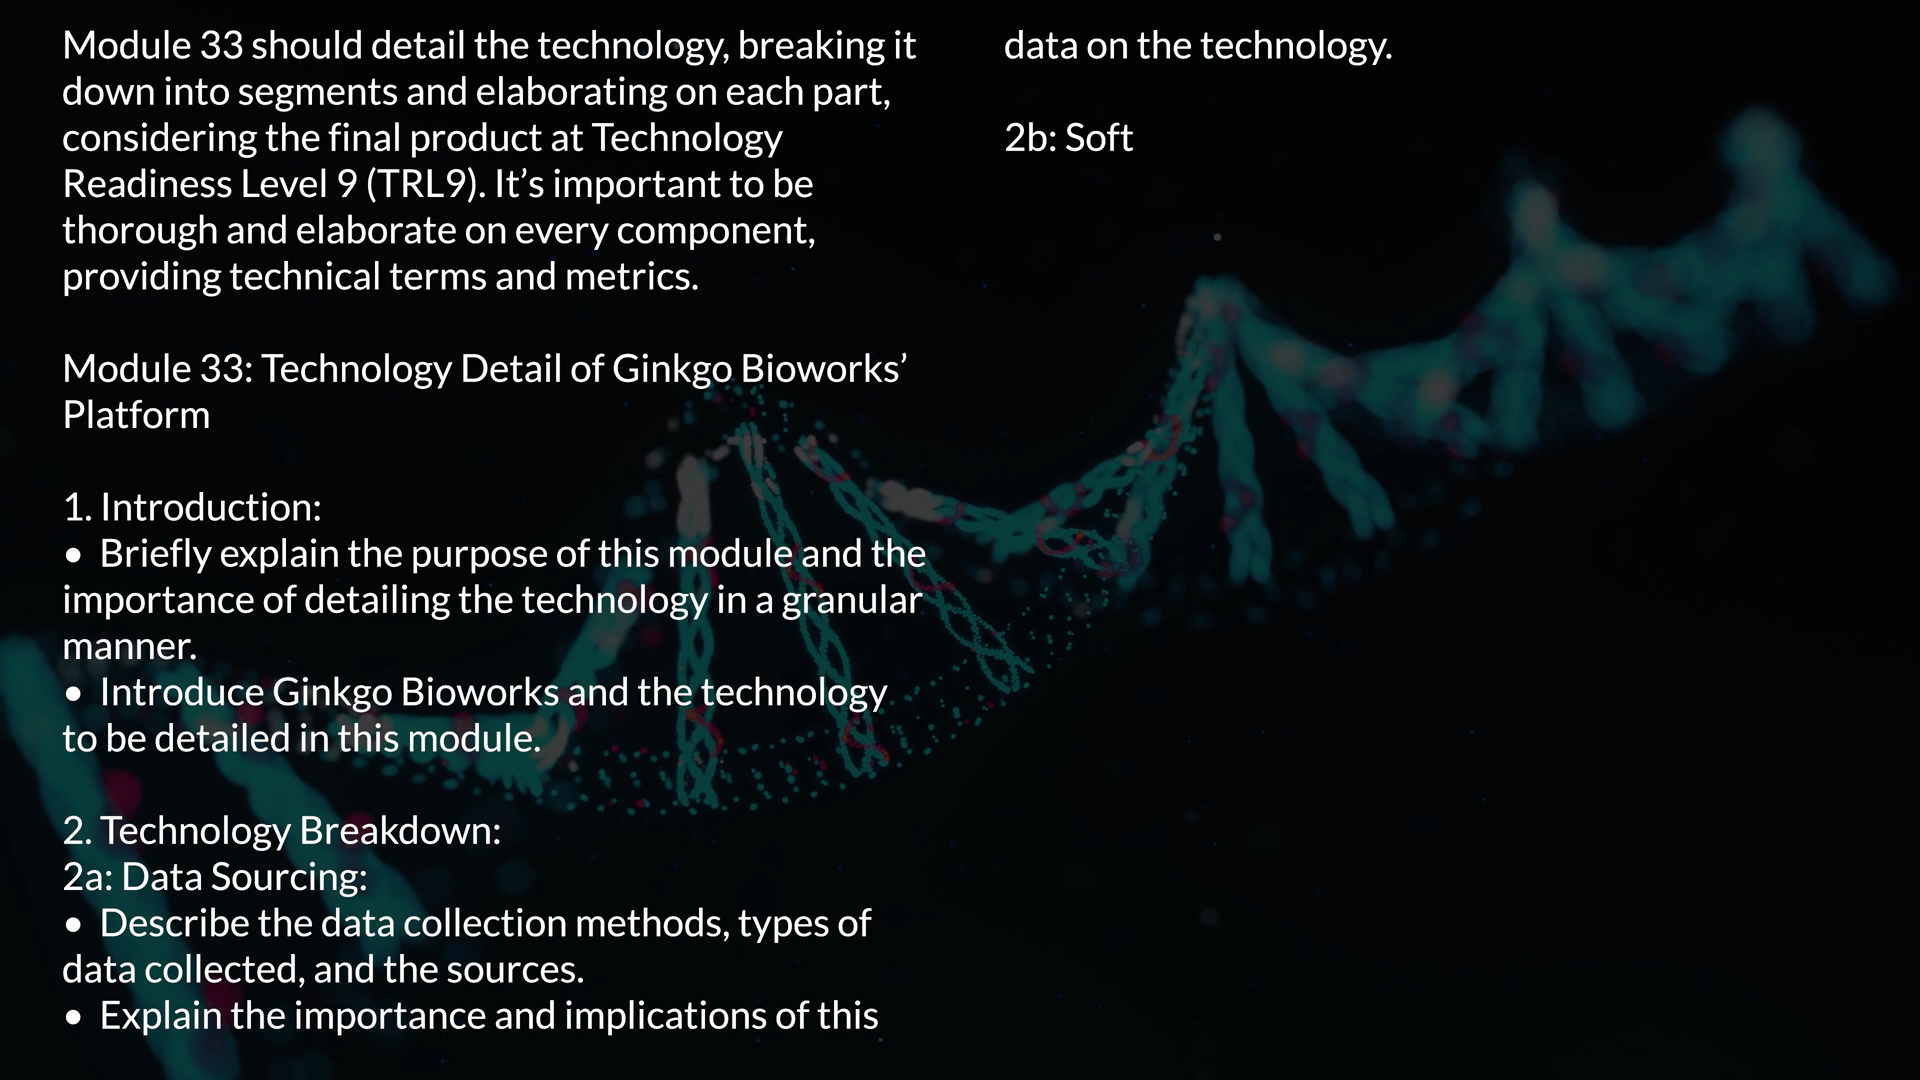 Module 33 should detail the technology, breaking it
down into segments and elaborating on each part,
considering the final product at Technology
Readiness Level 9 (TRL9). It’s important to be
thorough and elaborate on every component,
providing technical terms and metrics.
Module 33: Technology Detail of Ginkgo Bioworks’
Platform
1. Introduction:
• Briefly explain the purpose of this module and the
importance of detailing the technology in a granular
manner.
• Introduce Ginkgo Bioworks and the technology
to be detailed in this module.
2. Technology Breakdown:
2a: Data Sourcing:
• Describe the data collection methods, types of
data collected, and the sources.
• Explain the importance and implications of this
data on the technology.
2b: Soft